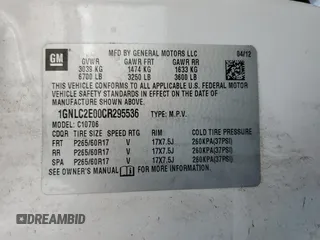 GM
MFD BY GENERAL MOTORS LLC
04/12
GVWR GAWR FRT GAWR RR
3039 KG 1474 KG 1633 KG
6700 LB 3250 LB 3600 LB
THIS VEHICLE CONFORMS TO ALL APPLICABLE U.S. FEDERAL
MOTOR VEHICLE SAFETY AND THEFT PREVENTION STANDARDS
IN EFFECT ON THE DATE OF MANUFACTURE SHOWN ABOVE.
1GNLC2E00CR295536 TYPE: M.P.V.
MODEL: C10706
TIRE SIZE SPEED RTG RIM COLD TIRE PRESSURE
FRT P265/60R17 V 17X7.5J 260KPA(37PSI)
RR P265/60R17 V 17X7.5J 260KPA(37PSI)
SPA P265/60R17 V 17X7.5J 260KPA(37PSI)
SEE OWNER'S MANUAL FOR MORE INFORMATION.
DREAMBID